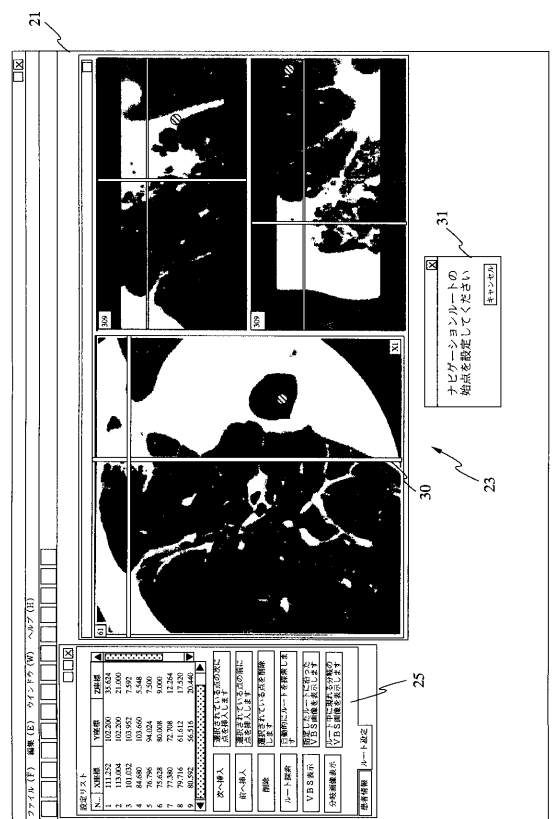 21
ファイル (F) 編集 (E) ウインドウ (W) ヘルプ (H)
設定リスト
N... X座標 Y座標 Z座標
1 111.252 102.200 35.624
2 113.004 102.200 21.000
3 101.032 103.952 7.592
4 84.680 103.660 5.548
5 76.796 94.024 7.500
6 75.628 80.008 9.000
7 77.380 72.708 12.264
8 79.716 61.612 17.520
9 80.592 56.516 20.440
次へ挿入 選択されている点の次に
点を挿入します
前へ挿入 選択されている点の前に
点を挿入します
削除 選択されている点を削除
します
ルート探索 自動的にルートを探索しま
す
VBS表示 指定したルートに沿った
VBS画像を表示します
分岐画像表示 ルート中に現れる分岐の
VBS画像を表示します
患者情報 ルート設定
25
61
X1
309
309
30
23
31
ナビゲーションルートの
始点を設定してください
キャンセル